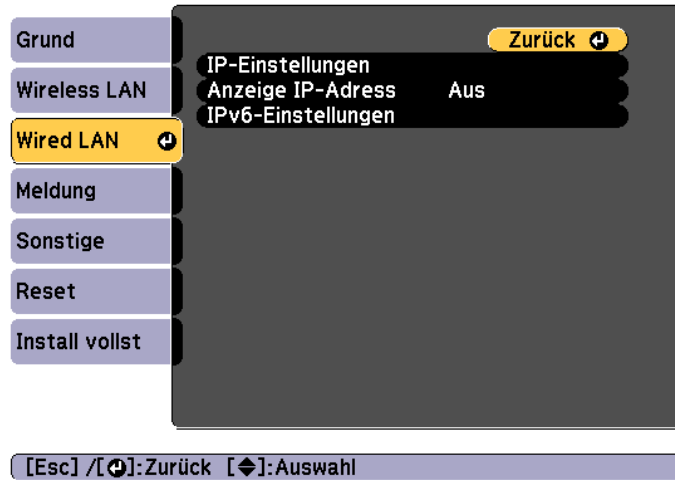 Grund
Wireless LAN
Wired LAN
Meldung
Sonstige
Reset
Install vollst
Zurück
IP-Einstellungen
Anzeige IP-Adress Aus
IPv6-Einstellungen
[Esc] /[⏎]:Zurück [◆]:Auswahl